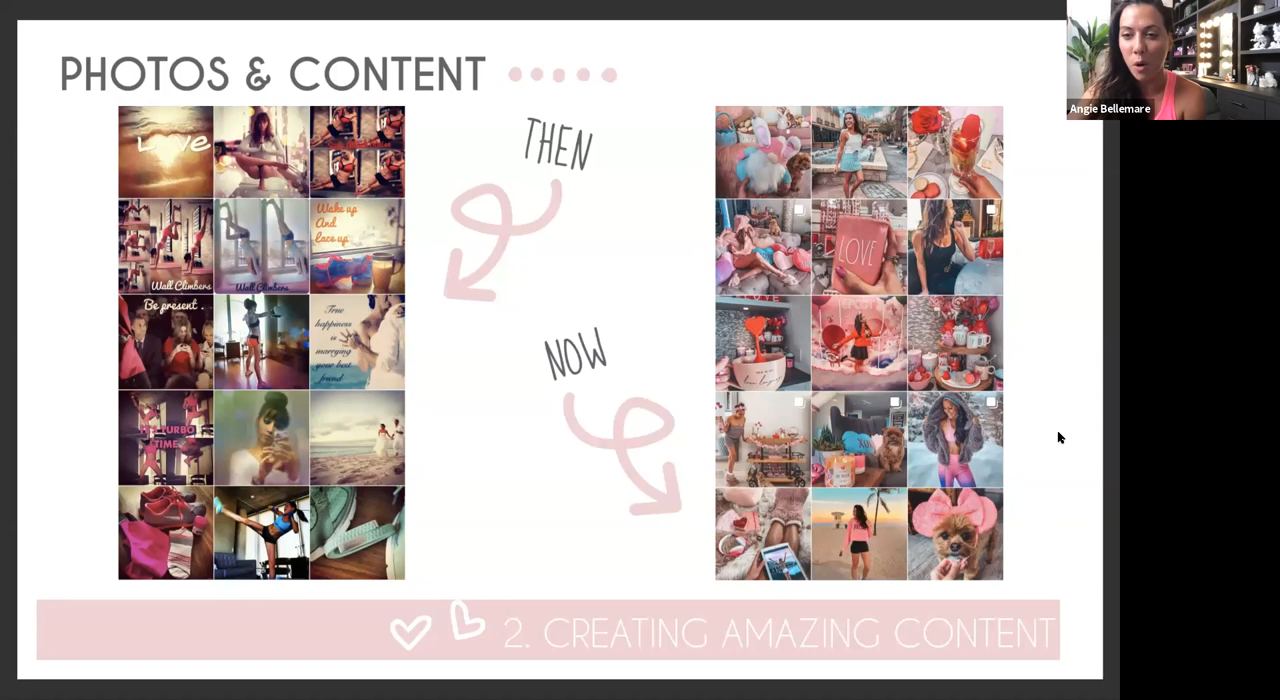 PHOTOS & CONTENT
Angie Bellemare
THEN
LOVE
Wake up
And
Lace up
Wall Climbers
Wall Climbers
Be present.
True
happiness
is
marrying
your best
friend
TURBO
TIME
NOW
LOVE
2. CREATING AMAZING CONTENT